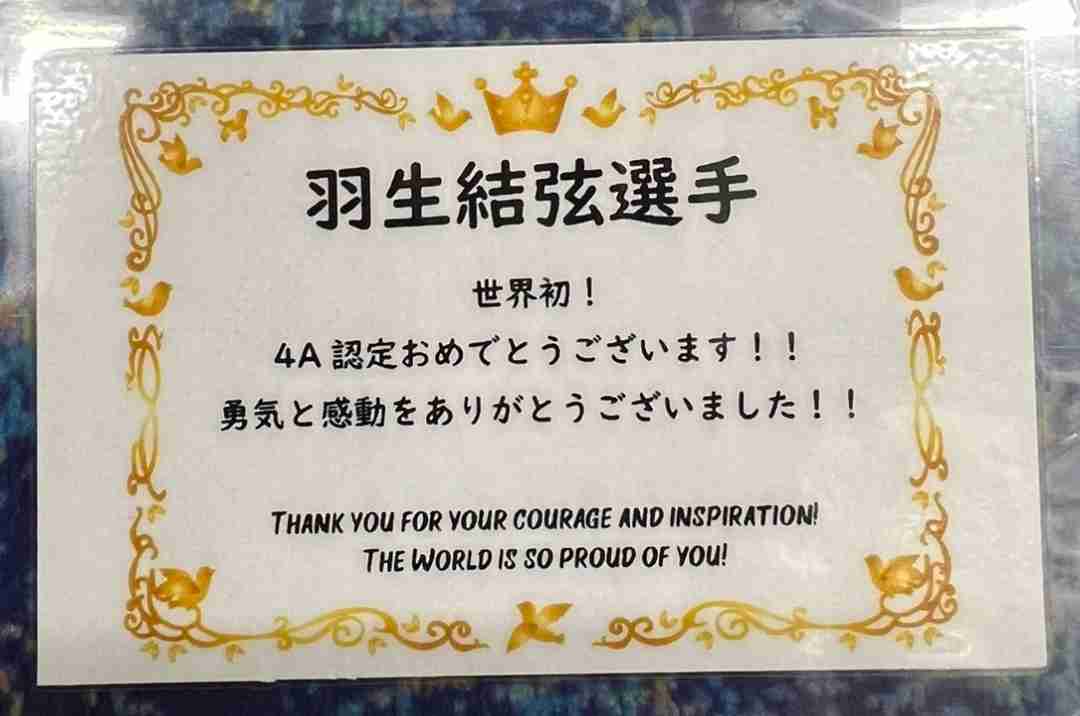 羽生結弦選手
世界初！
4A 認定おめでとうございます！！
勇気と感動をありがとうございました！！
THANK YOU FOR YOUR COURAGE AND INSPIRATION!
THE WORLD IS SO PROUD OF YOU!